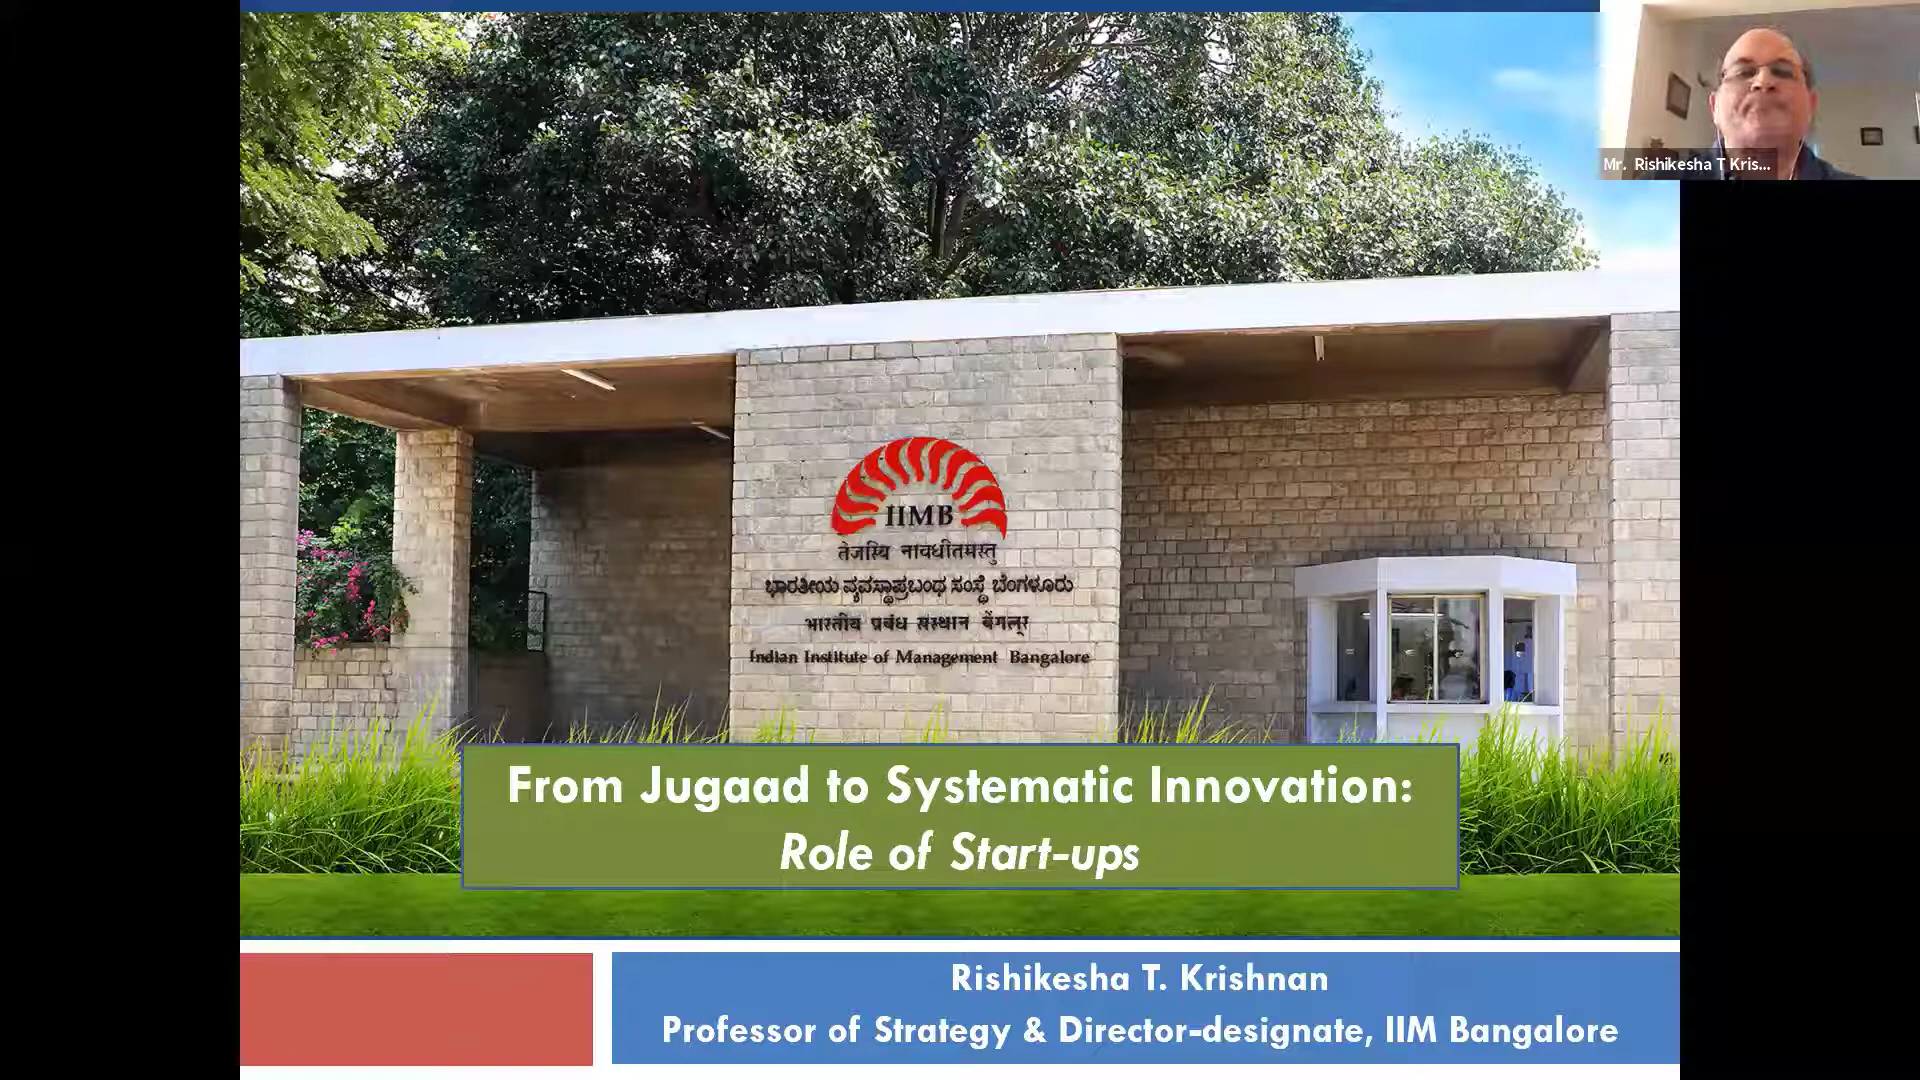 Mr. Rishikesha T Kris...
IIMB
तेजस्वि नावधीतमस्तु
ಭಾರತೀಯ ವ್ಯವಸ್ಥಾಪ್ರಬಂಧ ಸಂಸ್ಥೆ ಬೆಂಗಳೂರು
भारतीय प्रबंध संस्थान बेंगलूर
Indian Institute of Management Bangalore
From Jugaad to Systematic Innovation:
Role of Start-ups
Rishikesha T. Krishnan
Professor of Strategy & Director-designate, IIM Bangalore